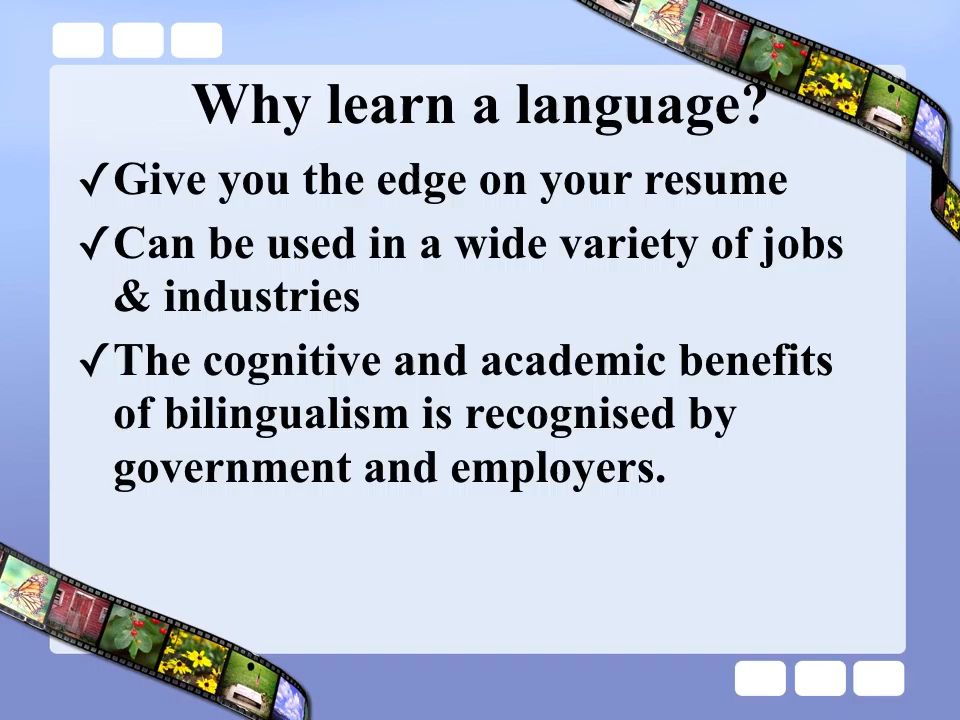 Why learn a language?
✓ Give you the edge on your resume
✓ Can be used in a wide variety of jobs
& industries
✓ The cognitive and academic benefits
of bilingualism is recognised by
government and employers.